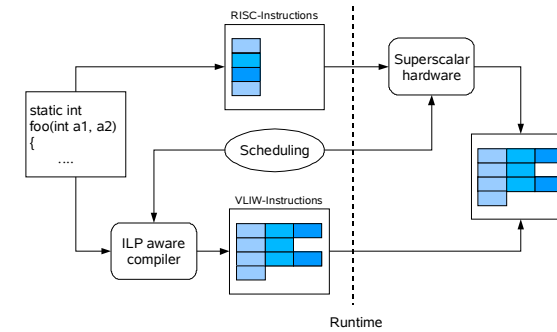 RISC-Instructions
Superscalar
hardware
static int
foo(int a1, a2)
{
....
Scheduling
VLIW-Instructions
ILP aware
compiler
Runtime